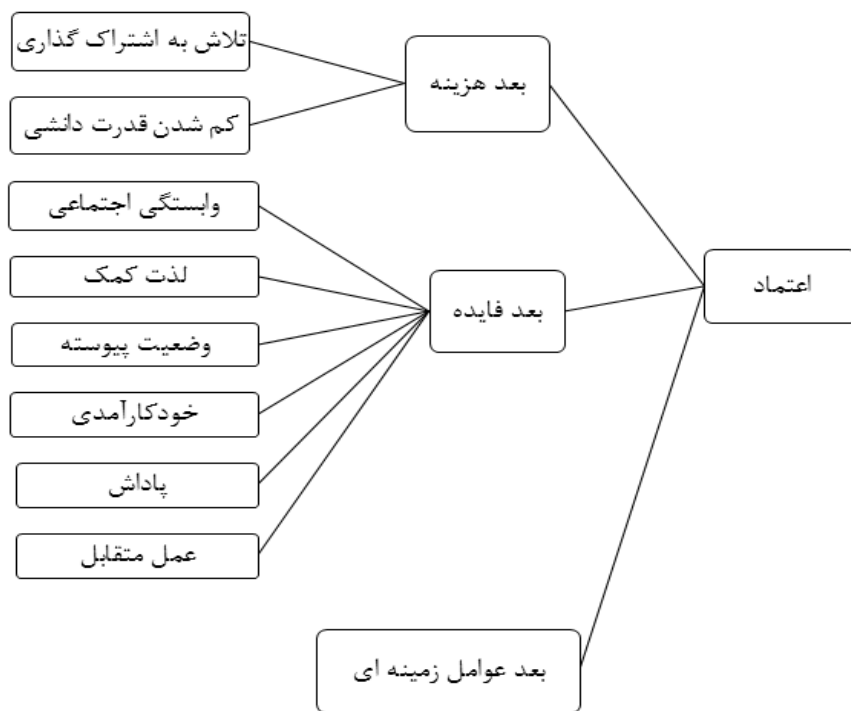 تلاش به اشتراک گذاری
بعد هزینه
کم شدن قدرت دانشی
وابستگی اجتماعی
لذت کمک
بعد فایده
اعتماد
وضعیت پیوسته
خودکارآمدی
پاداش
عمل متقابل
بعد عوامل زمینه ای